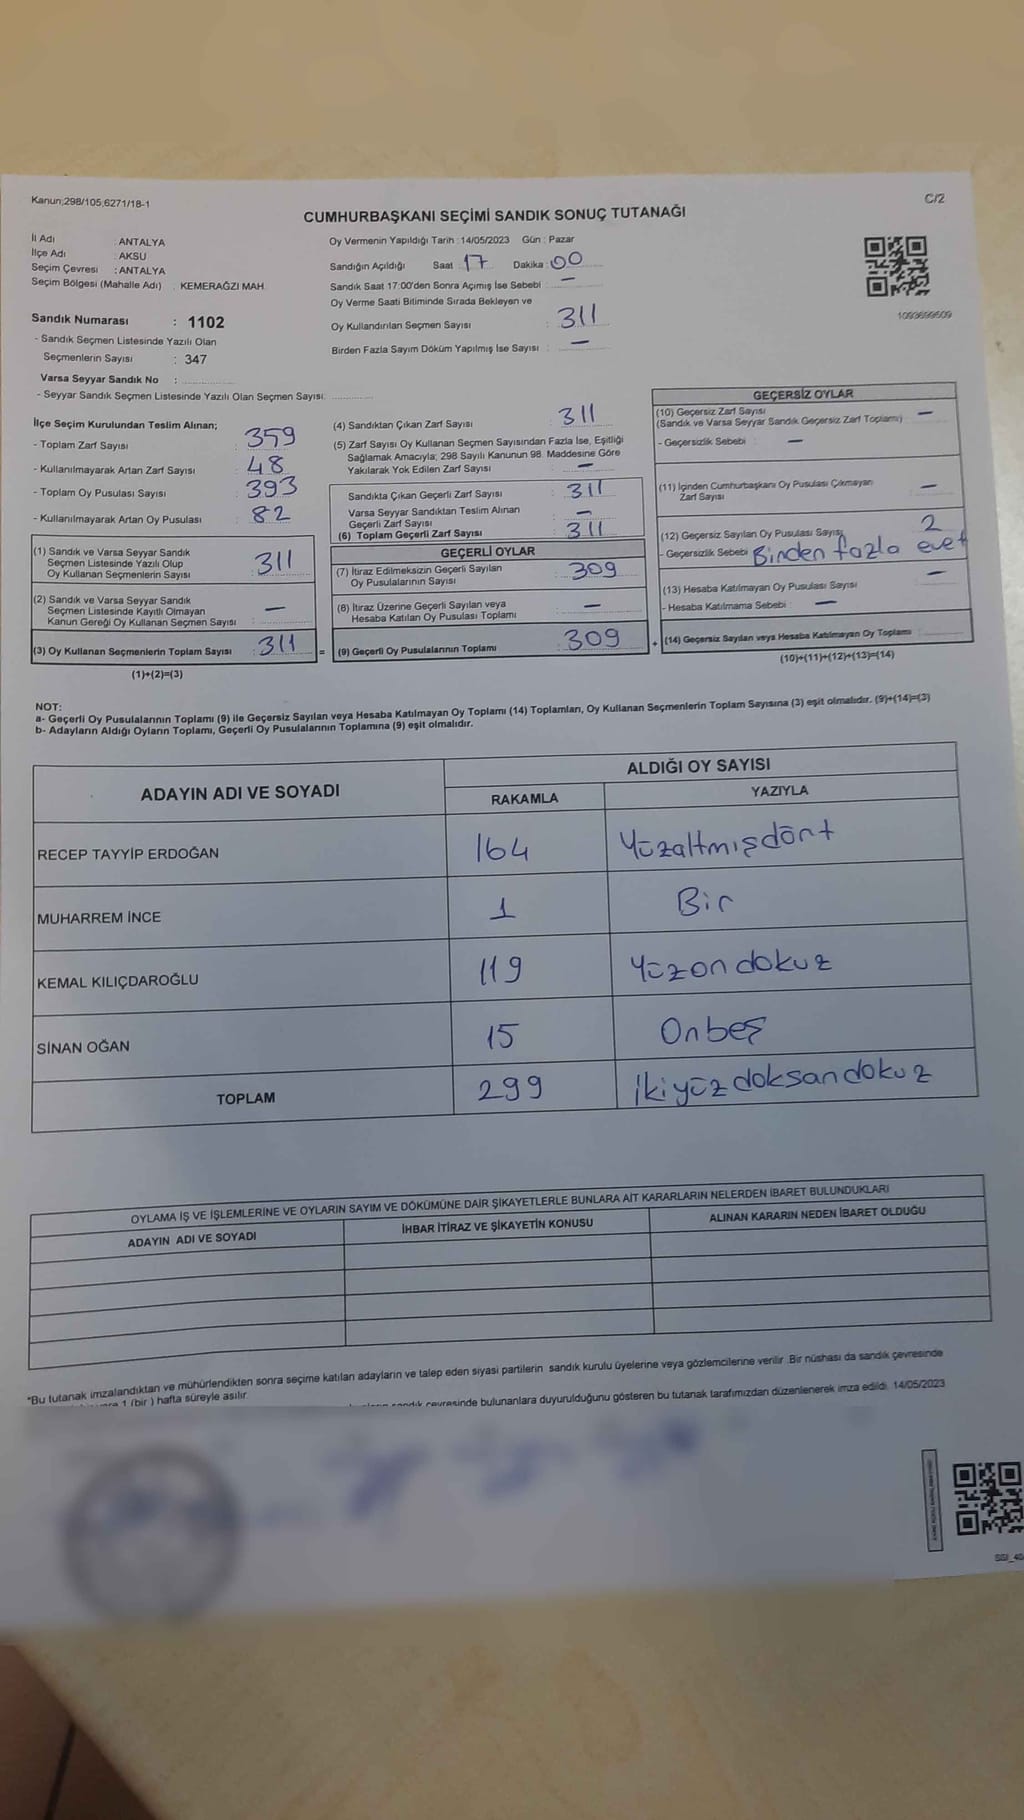 Kanun;298/105,6271/18-1
C/2
CUMHURBAŞKANI SEÇİMİ SANDIK SONUÇ TUTANAĞI
İl Adı : ANTALYA
İlçe Adı : AKSU
Seçim Çevresi : ANTALYA
Seçim Bölgesi (Mahalle Adı) : KEMERAĞZI MAH.
Sandık Numarası : 1102
- Sandık Seçmen Listesinde Yazılı Olan
Seçmenlerin Sayısı : 347
Varsa Seyyar Sandık No :
- Seyyar Sandık Seçmen Listesinde Yazılı Olan Seçmen Sayısı:
Oy Vermenin Yapıldığı Tarih : 14/05/2023 Gün : Pazar
Sandığın Açıldığı Saat 17 Dakika : 00
Sandık Saat 17:00'den Sonra Açımış İse Sebebi : —
Oy Verme Saati Bitiminde Sırada Bekleyen ve
Oy Kullandırılan Seçmen Sayısı : 311
Birden Fazla Sayım Döküm Yapılmış İse Sayısı : —
1093699609
İlçe Seçim Kurulundan Teslim Alınan;
- Toplam Zarf Sayısı : 359
- Kullanılmayarak Artan Zarf Sayısı : 48
- Toplam Oy Pusulası Sayısı : 393
- Kullanılmayarak Artan Oy Pusulası : 82
(1) Sandık ve Varsa Seyyar Sandık
Seçmen Listesinde Yazılı Olup
Oy Kullanan Seçmenlerin Sayısı : 311
(2) Sandık ve Varsa Seyyar Sandık
Seçmen Listesinde Kayıtlı Olmayan
Kanun Gereği Oy Kullanan Seçmen Sayısı : —
(3) Oy Kullanan Seçmenlerin Toplam Sayısı : 311 =
(1)+(2)=(3)
(4) Sandıktan Çıkan Zarf Sayısı : 311
(5) Zarf Sayısı Oy Kullanan Seçmen Sayısından Fazla İse, Eşitliği
Sağlamak Amacıyla; 298 Sayılı Kanunun 98. Maddesine Göre
Yakılarak Yok Edilen Zarf Sayısı : —
Sandıkta Çıkan Geçerli Zarf Sayısı : 311
Varsa Seyyar Sandıktan Teslim Alınan
Geçerli Zarf Sayısı : —
(6) Toplam Geçerli Zarf Sayısı : 311
GEÇERLİ OYLAR
(7) İtiraz Edilmeksizin Geçerli Sayılan
Oy Pusulalarının Sayısı : 309
(8) İtiraz Üzerine Geçerli Sayılan veya
Hesaba Katılan Oy Pusulası Toplamı : —
(9) Geçerli Oy Pusulalarının Toplamı : 309 +
GEÇERSİZ OYLAR
(10) Geçersiz Zarf Sayısı : —
(Sandık ve Varsa Seyyar Sandık Geçersiz Zarf Toplamı)
- Geçersizlik Sebebi : —
(11) İçinden Cumhurbaşkanı Oy Pusulası Çıkmayan
Zarf Sayısı : —
(12) Geçersiz Sayılan Oy Pusulası Sayısı : 2
- Geçersizlik Sebebi : Binden fazla evet
(13) Hesaba Katılmayan Oy Pusulası Sayısı : —
- Hesaba Katılmama Sebebi : —
(14) Geçersiz Sayılan veya Hesaba Katılmayan Oy Toplamı :
(10)+(11)+(12)+(13)=(14)
NOT:
a- Geçerli Oy Pusulalarının Toplamı (9) ile Geçersiz Sayılan veya Hesaba Katılmayan Oy Toplamı (14) Toplamları, Oy Kullanan Seçmenlerin Toplam Sayısına (3) eşit olmalıdır. (9)+(14)=(3)
b- Adayların Aldığı Oyların Toplamı, Geçerli Oy Pusulalarının Toplamına (9) eşit olmalıdır.
ADAYIN ADI VE SOYADI
ALDIĞI OY SAYISI
RAKAMLA YAZIYLA
RECEP TAYYİP ERDOĞAN 164 Yüzaltmışdört
MUHARREM İNCE 1 Bir
KEMAL KILIÇDAROĞLU 119 Yüzondokuz
SİNAN OĞAN 15 Onbeş
TOPLAM 299 İkiyüzdoksandokuz
OYLAMA İŞ VE İŞLEMLERİNE VE OYLARIN SAYIM VE DÖKÜMÜNE DAİR ŞİKAYETLERLE BUNLARA AİT KARARLARIN NELERDEN İBARET BULUNDUKLARI
ADAYIN ADI VE SOYADI İHBAR İTİRAZ VE ŞİKAYETİN KONUSU ALINAN KARARIN NEDEN İBARET OLDUĞU
*Bu tutanak imzalandıktan ve mühürlendikten sonra seçime katılan adayların ve talep eden siyasi partilerin sandık kurulu üyelerine veya gözlemcilerine verilir. Bir nüshası da sandık çevresinde
1 (bir) hafta süreyle asılır.
sandık çevresinde bulunanlara duyurulduğunu gösteren bu tutanak tarafımızdan düzenlenerek imza edildi. 14/05/2023